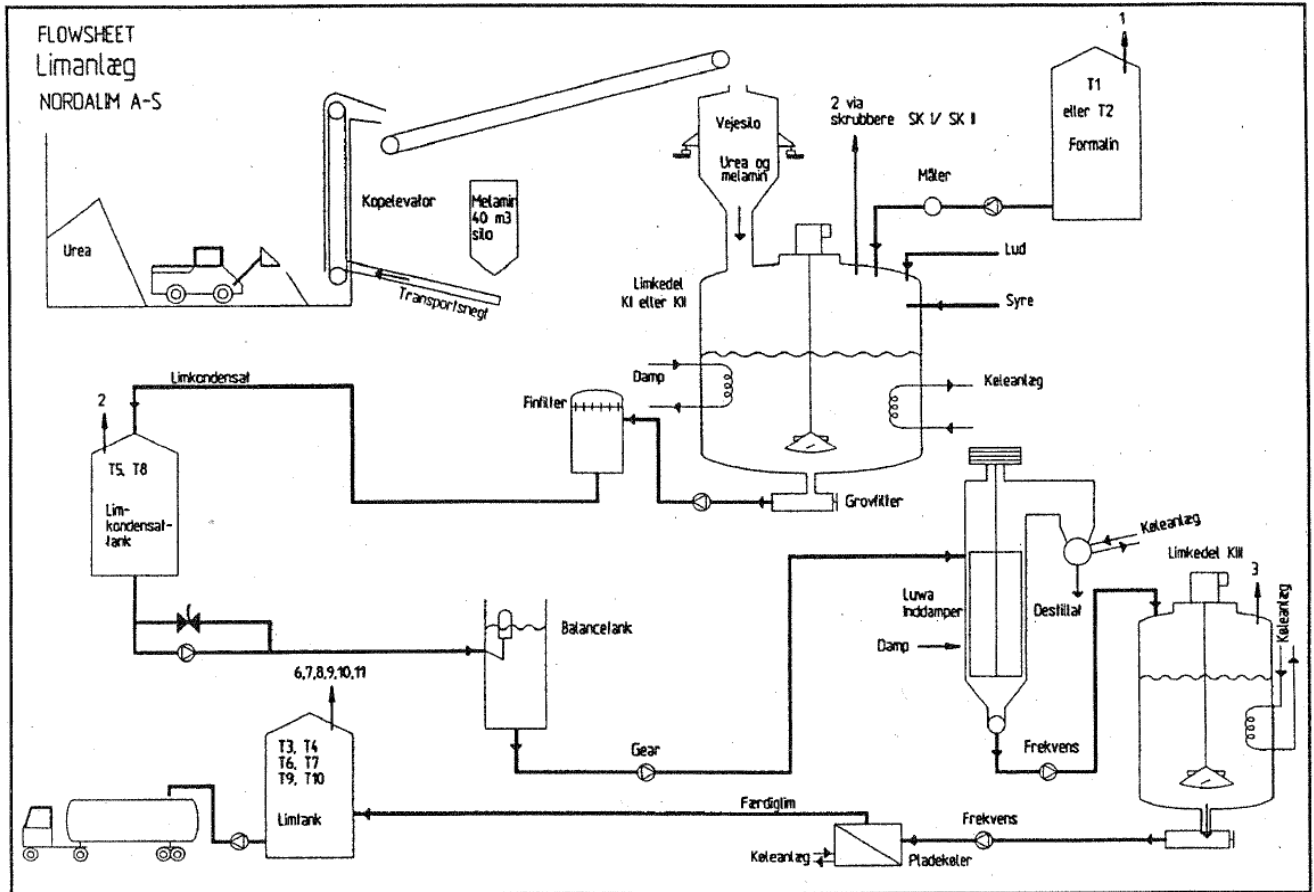 FLOWSHEET
Limanlæg
NORDALIM A-S
1
T1
eller T2
Formalin
2 via
skrubbere SK I/ SK II
Vejesilo
Urea og
melamin
Måler
Kopelevator
Melamin
40 m3
silo
Urea
Transportsnegl
Lud
Limkedel
KI eller KII
Syre
Limkondensat
Damp
Køleanlæg
2
Finfilter
T5, T8
Lim-
kondensat-
tank
Grovfilter
Køleanlæg
Limkedel KIII
3
Køleanlæg
Luwa
Inddamper
Destillat
Balancetank
Damp
6,7,8,9,10,11
T3, T4
T6, T7
T9, T10
Limtank
Gear
Frekvens
Færdiglim
Frekvens
Køleanlæg
Pladekøler